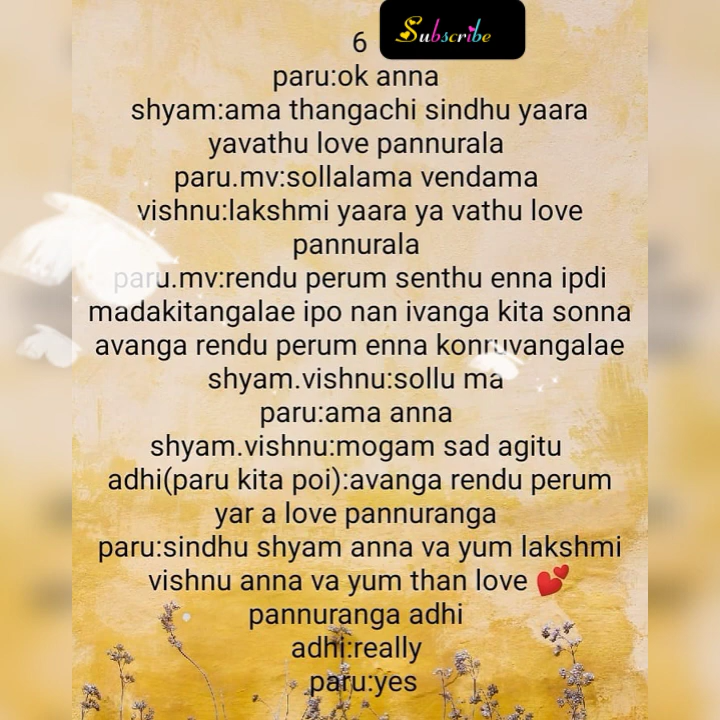 Subscribe
6
paru:ok anna
shyam:ama thangachi sindhu yaara
yavathu love pannurala
paru.mv:sollalama vendama
vishnu:lakshmi yaara ya vathu love
pannurala
paru.mv:rendu perum senthu enna ipdi
madakitangalae ipo nan ivanga kita sonna
avanga rendu perum enna konruvangalae
shyam.vishnu:sollu ma
paru:ama anna
shyam.vishnu:mogam sad agitu
adhi(paru kita poi):avanga rendu perum
yar a love pannuranga
paru:sindhu shyam anna va yum lakshmi
vishnu anna va yum than love 💕
pannuranga adhi
adhi:really
paru:yes